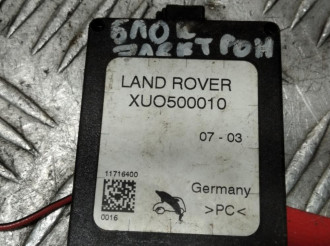 БЛОК
ЭЛЕКТРОН
LAND ROVER
XUO500010
07 - 03
11716400
0016
Germany
>PC<